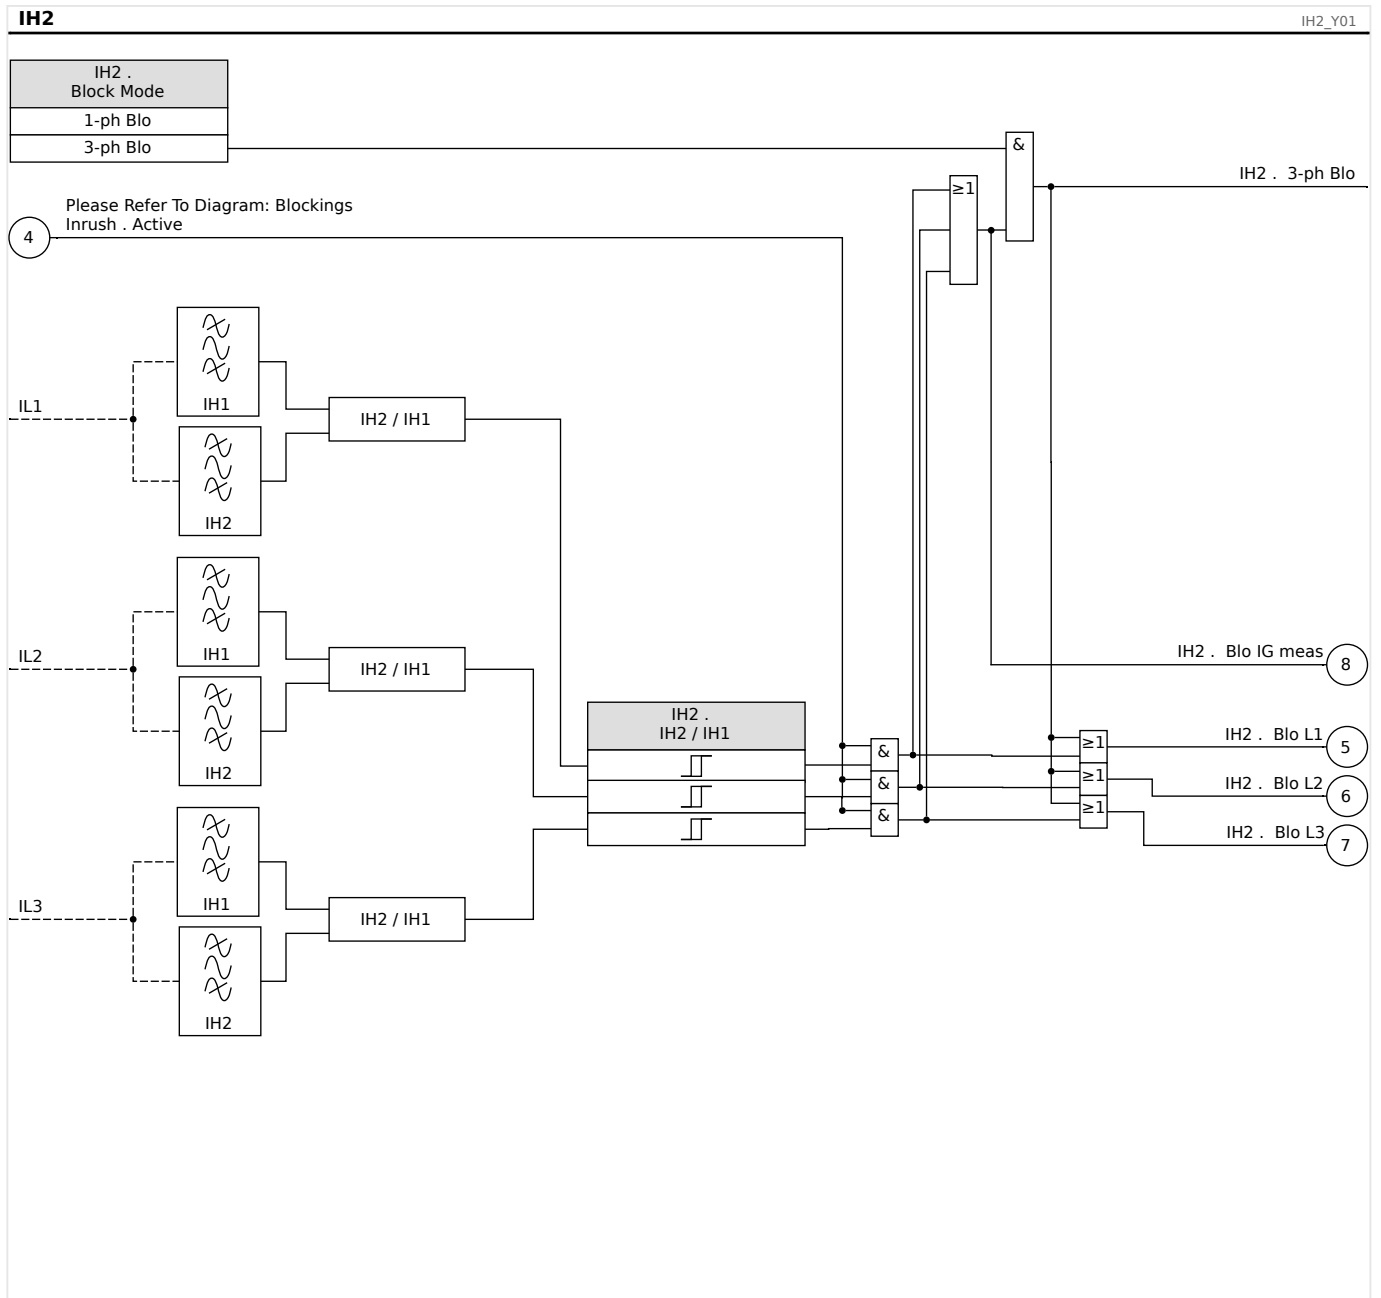 IH2
IH2_Y01
IH2 .
Block Mode
1-ph Blo
3-ph Blo
&
IH2 .  3-ph Blo
≥1
Please Refer To Diagram: Blockings
Inrush . Active
4
IH1
IL1
IH2 / IH1
IH2
IH1
IL2
IH2 / IH1
IH2
IH2 .  Blo IG meas
8
IH2 .
IH2 / IH1
&
&
&
≥1
≥1
≥1
IH2 .  Blo L1
5
IH2 .  Blo L2
6
IH2 .  Blo L3
7
IH1
IL3
IH2 / IH1
IH2